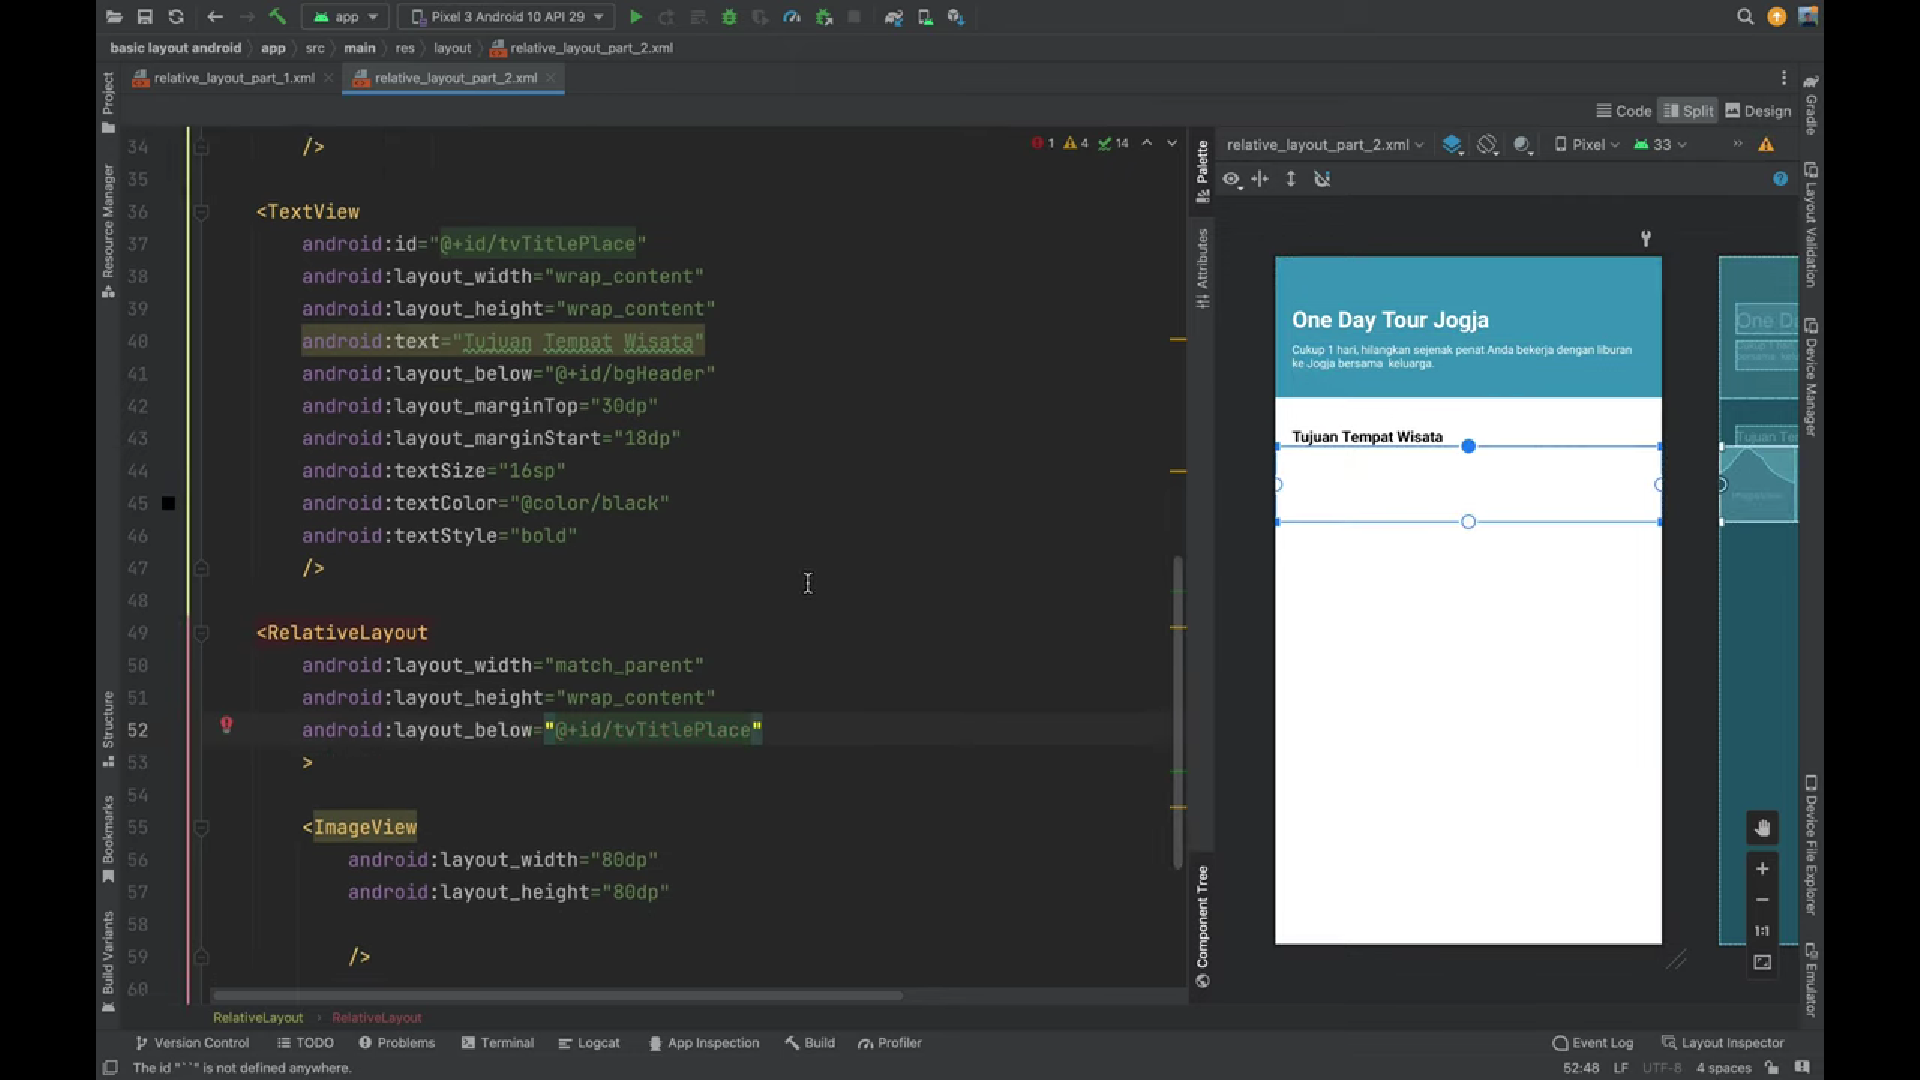 app
Pixel 3 Android 10 API 29
basic layout android
app
src
main
res
layout
relative_layout_part_2.xml
relative_layout_part_1.xml
relative_layout_part_2.xml
Code
Split
Design
Project
Resource Manager
Structure
Bookmarks
Build Variants
1
4
14
34 />
35
36 <TextView
37 android:id="@+id/tvTitlePlace"
38 android:layout_width="wrap_content"
39 android:layout_height="wrap_content"
40 android:text="Tujuan Tempat Wisata"
41 android:layout_below="@+id/bgHeader"
42 android:layout_marginTop="30dp"
43 android:layout_marginStart="18dp"
44 android:textSize="16sp"
45 android:textColor="@color/black"
46 android:textStyle="bold"
47 />
48
49 <RelativeLayout
50 android:layout_width="match_parent"
51 android:layout_height="wrap_content"
52 android:layout_below="@+id/tvTitlePlace"
53 >
54
55 <ImageView
56 android:layout_width="80dp"
57 android:layout_height="80dp"
58
59 />
60
RelativeLayout
RelativeLayout
Palette
Attributes
Component Tree
relative_layout_part_2.xml
Pixel
33
One Day Tour Jogja
Cukup 1 hari, hilangkan sejenak penat Anda bekerja dengan liburan
ke Jogja bersama keluarga.
Tujuan Tempat Wisata
One D
Tujuan Te
1:1
Gradle
Layout Validation
Device Manager
Device File Explorer
Emulator
Version Control
TODO
Problems
Terminal
Logcat
App Inspection
Build
Profiler
Event Log
Layout Inspector
The id "``" is not defined anywhere.
52:48
LF
UTF-8
4 spaces